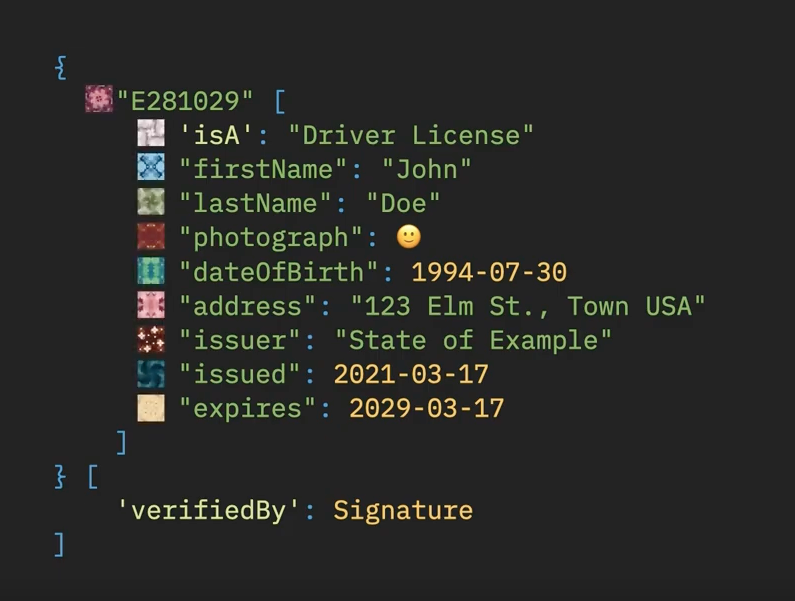 {
"E281029" [
'isA': "Driver License"
"firstName": "John"
"lastName": "Doe"
"photograph": 🙂
"dateOfBirth": 1994-07-30
"address": "123 Elm St., Town USA"
"issuer": "State of Example"
"issued": 2021-03-17
"expires": 2029-03-17
]
} [
'verifiedBy': Signature
]